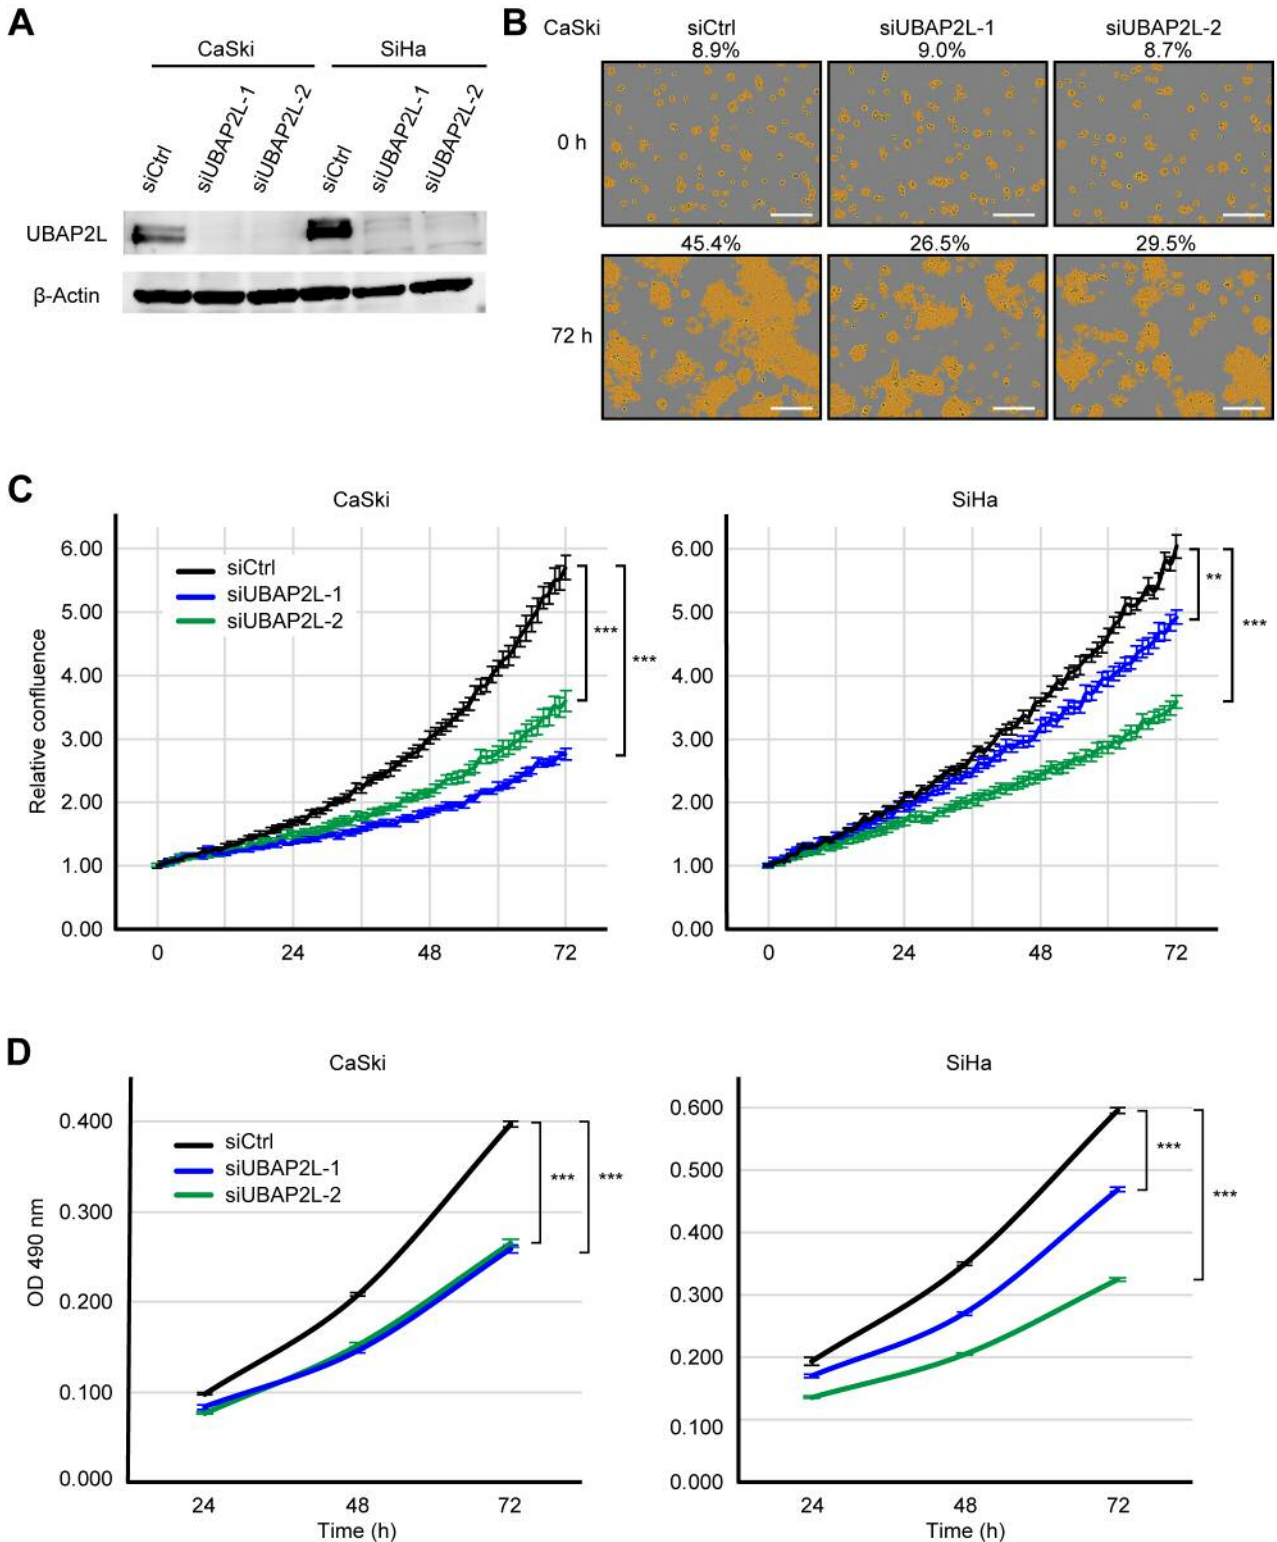 A
CaSki
SiHa
siCtrl
siUBAP2L-1
siUBAP2L-2
siCtrl
siUBAP2L-1
siUBAP2L-2
UBAP2L
β-Actin
B
CaSki
siCtrl
siUBAP2L-1
siUBAP2L-2
8.9%
9.0%
8.7%
0 h
45.4%
26.5%
29.5%
72 h
C
CaSki
Relative confluence
6.00
5.00
4.00
3.00
2.00
1.00
0.00
siCtrl
siUBAP2L-1
siUBAP2L-2
***
***
0 24 48 72
SiHa
6.00
5.00
4.00
3.00
2.00
1.00
0.00
**
***
0 24 48 72
D
CaSki
OD 490 nm
0.400
0.300
0.200
0.100
0.000
siCtrl
siUBAP2L-1
siUBAP2L-2
***
***
24 48 72
Time (h)
SiHa
0.600
0.500
0.400
0.300
0.200
0.100
0.000
***
***
24 48 72
Time (h)